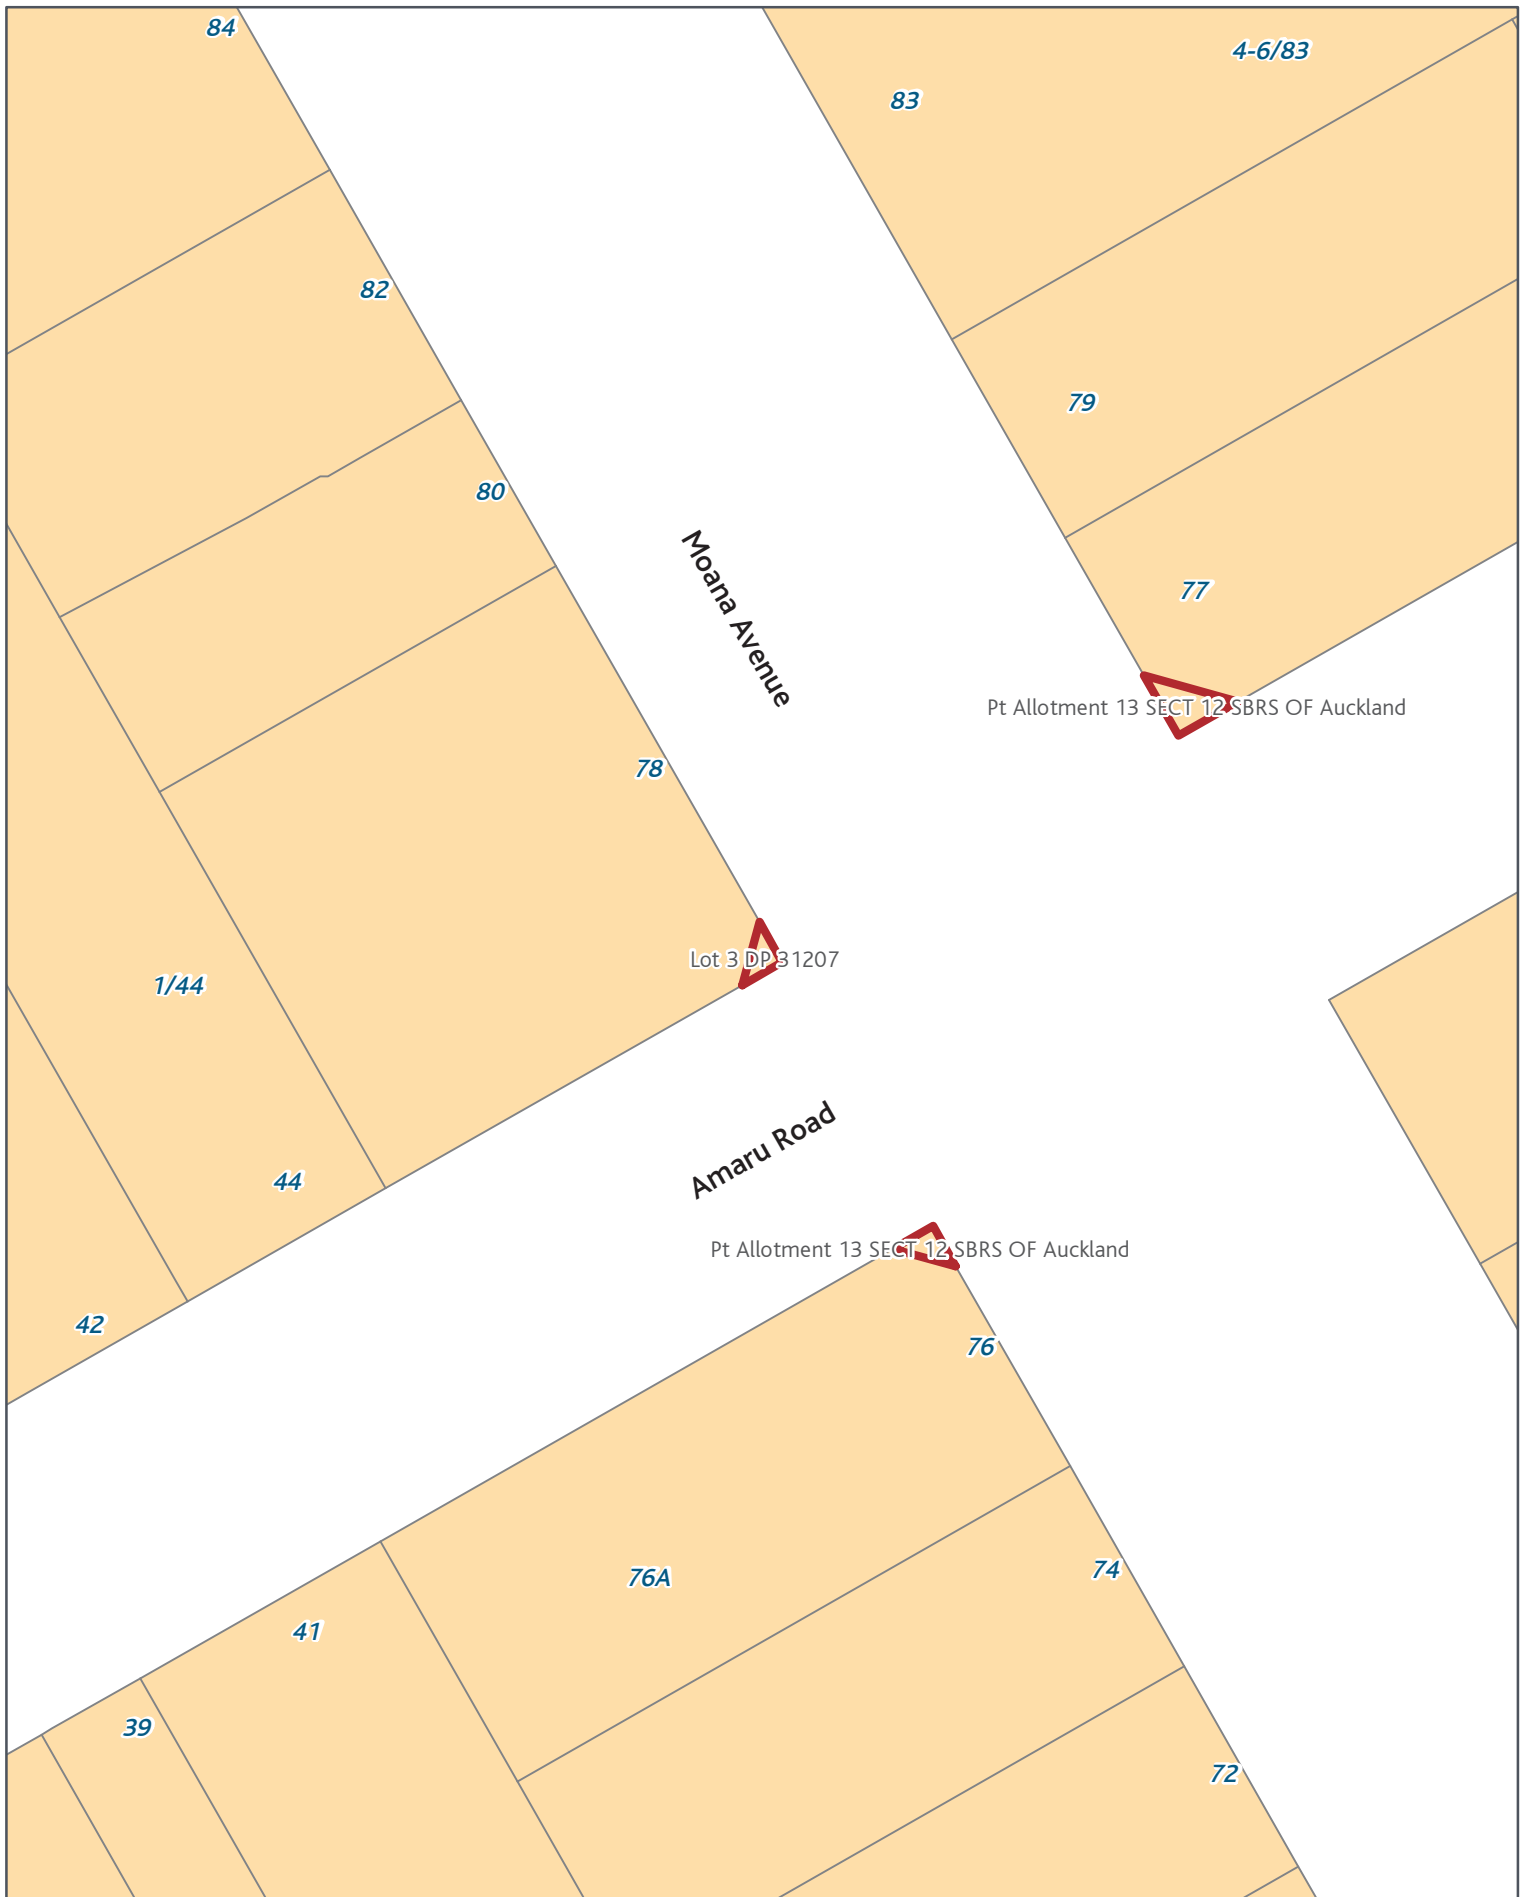 84
4-6/83
83
82
79
80
77
Moana Avenue
Pt Allotment 13 SECT 12 SBRS OF Auckland
78
Lot 3 DP 31207
1/44
Amaru Road
44
Pt Allotment 13 SECT 12 SBRS OF Auckland
42
76
74
76A
41
39
72